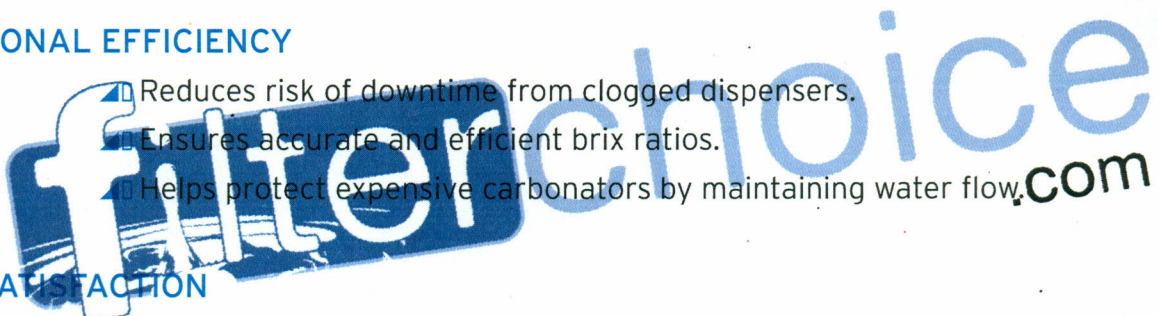 ONAL EFFICIENCY
Reduces risk of downtime from clogged dispensers.
Ensures accurate and efficient brix ratios.
Helps protect expensive carbonators by maintaining water flow.
filterchoice.com
ATISFACTION